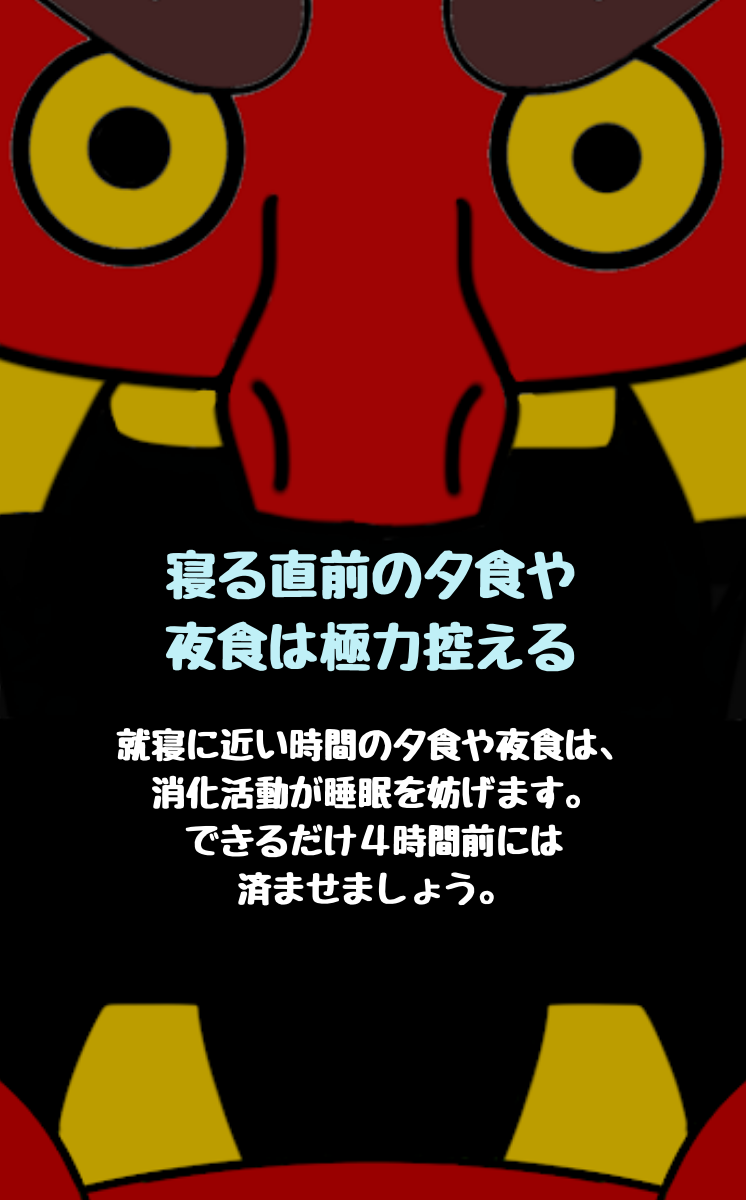 寝る直前の夕食や
夜食は極力控える
就寝に近い時間の夕食や夜食は、
消化活動が睡眠を妨げます。
できるだけ４時間前には
済ませましょう。